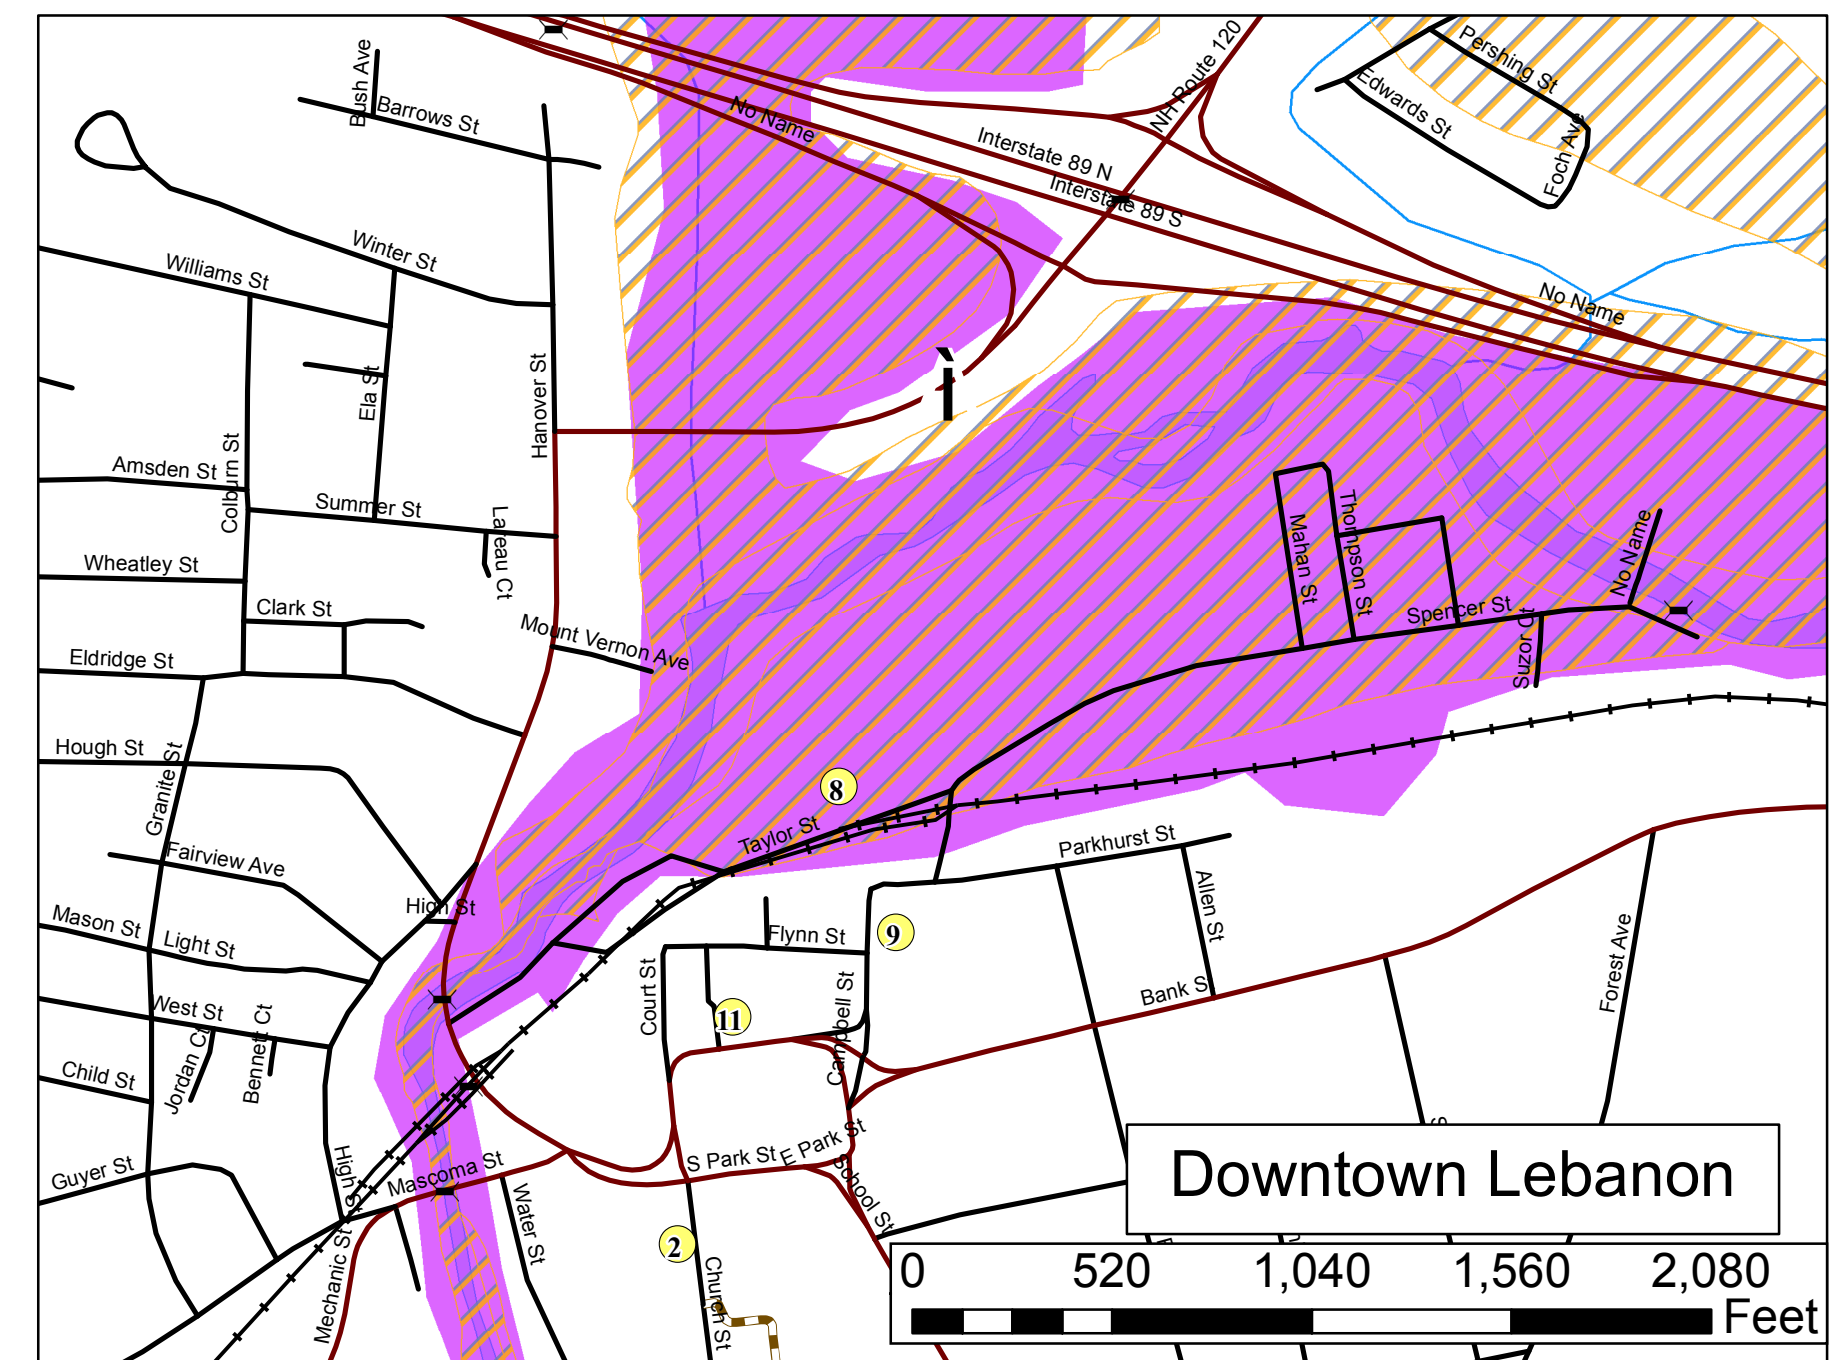 Pershing St
NH Route 120
Bush Ave
Edwards St
Barrows St
No Name
Interstate 89 N
Foch Ave
Interstate 89 S
Winter St
Williams St
No Name
Hanover St
Ela St
Colburn St
Amsden St
Summer St
Laplante Ct
Mahan St
Thompson St
No Name
Wheatley St
Clark St
Spencer St
Mount Vernon Ave
Suzor Dr
Eldridge St
Hough St
Granite St
8
Taylor St
Parkhurst St
Fairview Ave
Allen St
High St
Mason St
Light St
Flynn St
9
Forest Ave
Court St
Campbell St
West St
11
Bank S
Jordan Ct
Bennett Ct
Child St
High St
Mascoma St
S Park St
E Park St
School St
Guyer St
Downtown Lebanon
Water St
2
Mechanic St
Church St
0 520 1,040 1,560 2,080
Feet